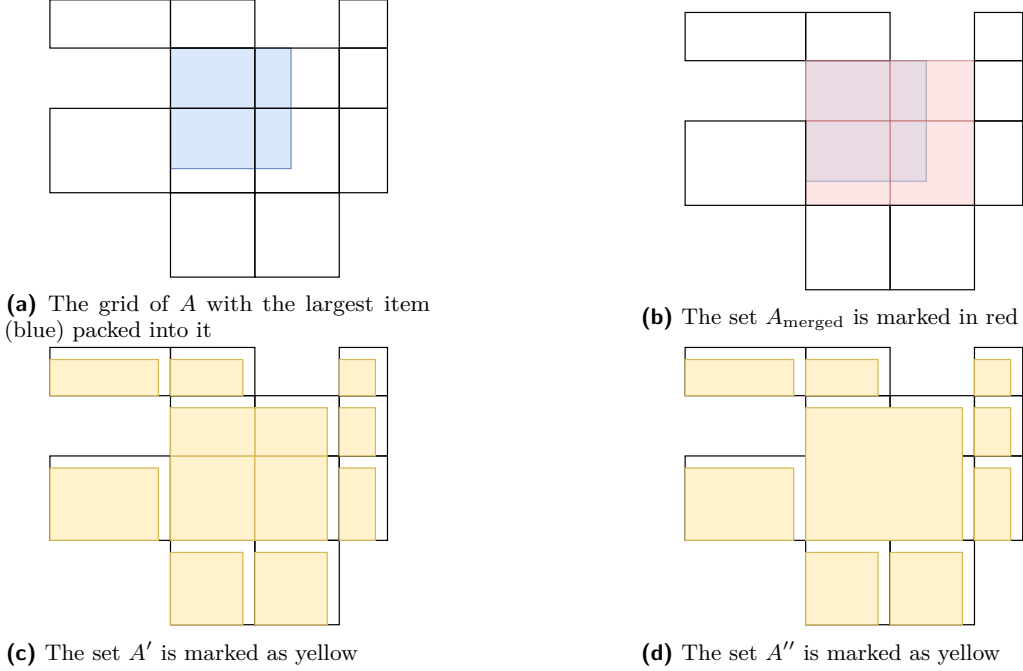 (a) The grid of A with the largest item
(blue) packed into it
(b) The set A_merged is marked in red
(c) The set A′ is marked as yellow
(d) The set A′′ is marked as yellow